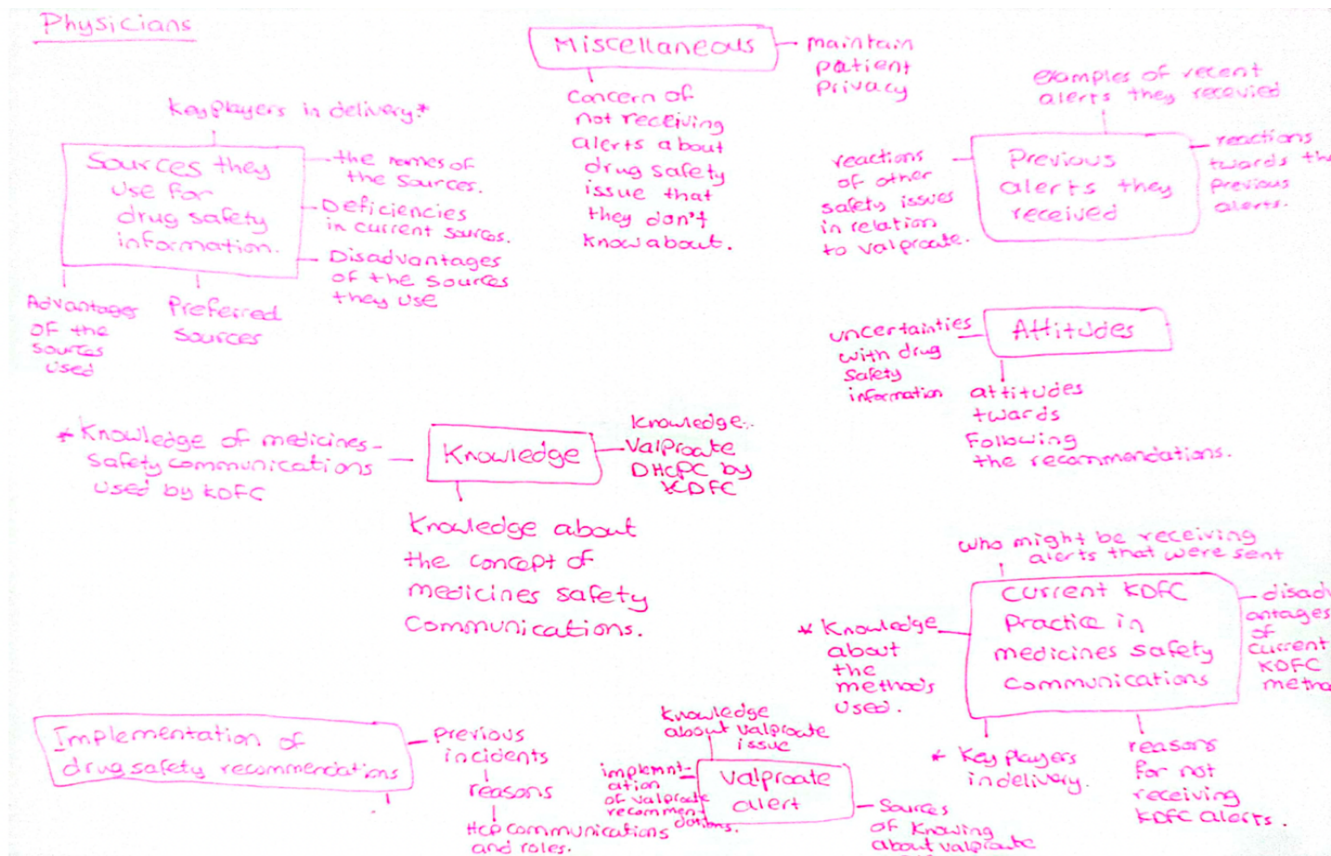 Physicians
Miscellaneous
maintain
patient
privacy
Concern of
not receiving
alerts about
drug safety
issue that
they don't
know about.
Key players in delivery*
Sources they
use for
drug safety
information.
the names of
the sources.
Deficiencies
in current sources.
Disadvantages
of the sources
they use
Advantages
of the
sources
used
Preferred
sources
examples of recent
alerts they recevied
Previous
alerts they
received
reactions
twards the
previous
alerts.
reactions
of other
safety issues
in relation
to valproate.
Attitudes
uncertainties
with drug
safety
information
attitudes
twards
Following
the recommendations.
Knowledge
* Knowledge of medicines-
safety communications
used by KDFC
Knowledge..
Valproate
DHCPC by
KDFC
Knowledge about
the concept of
medicines safety
Communications.
who might be receiving
alerts that were sent
Current KDFC
Practice in
medicines safety
Communications
disadv
antages
of
current
KDFC
metho
* Knowledge
about
the
methods
used.
* Key players
in delivery.
reasons
for not
receiving
KDFC alerts.
Implementation of
drug safety recommendations
previous
incidents
reasons
HCP communications
and roles.
Knowledge
about valproate
issue
Valproate
alert
implemnt-
ation
of valproate
recommen-
dations.
Sources
of Knowing
about valproate